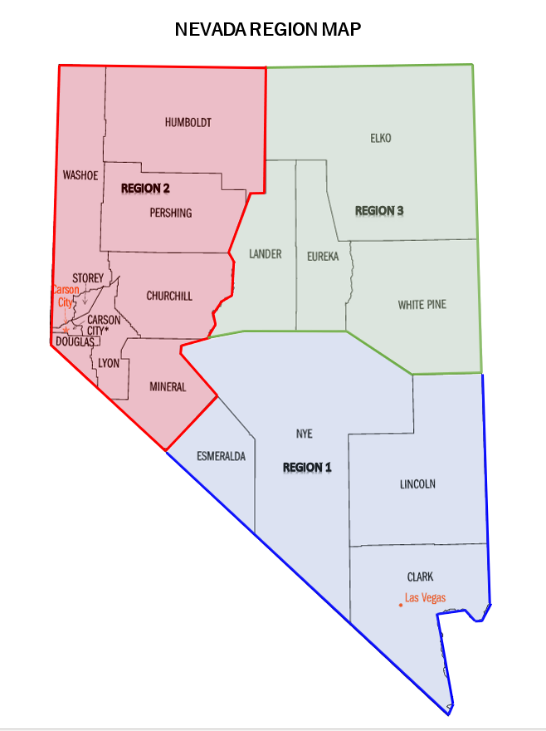 NEVADA REGION MAP
HUMBOLDT
ELKO
WASHOE
REGION 2
PERSHING
REGION 3
LANDER
EUREKA
STOREY
Carson
City
CHURCHILL
WHITE PINE
CARSON
CITY*
DOUGLAS
LYON
MINERAL
NYE
ESMERALDA
REGION 1
LINCOLN
CLARK
Las Vegas